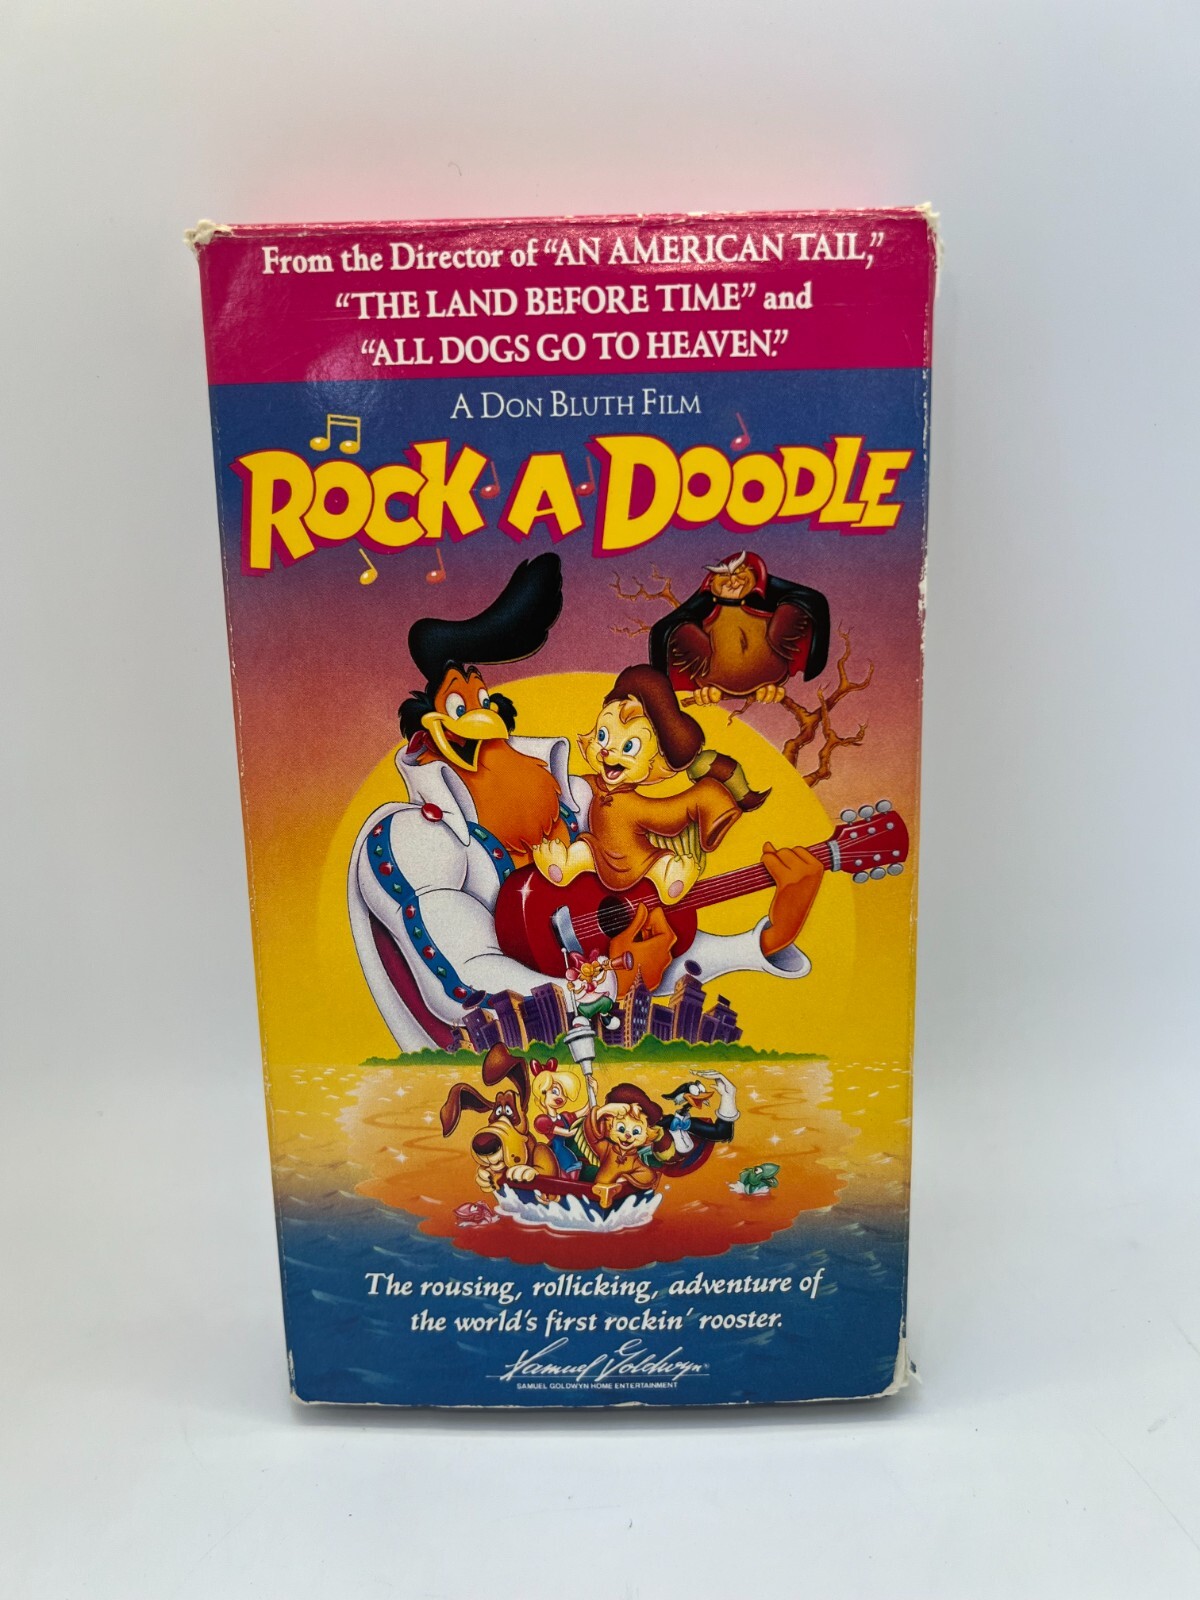 From the Director of “AN AMERICAN TAIL,”
“THE LAND BEFORE TIME” and
“ALL DOGS GO TO HEAVEN.”
A DON BLUTH FILM
ROCK A DOODLE
The rousing, rollicking, adventure of
the world's first rockin' rooster.
Samuel Goldwyn
SAMUEL GOLDWYN HOME ENTERTAINMENT